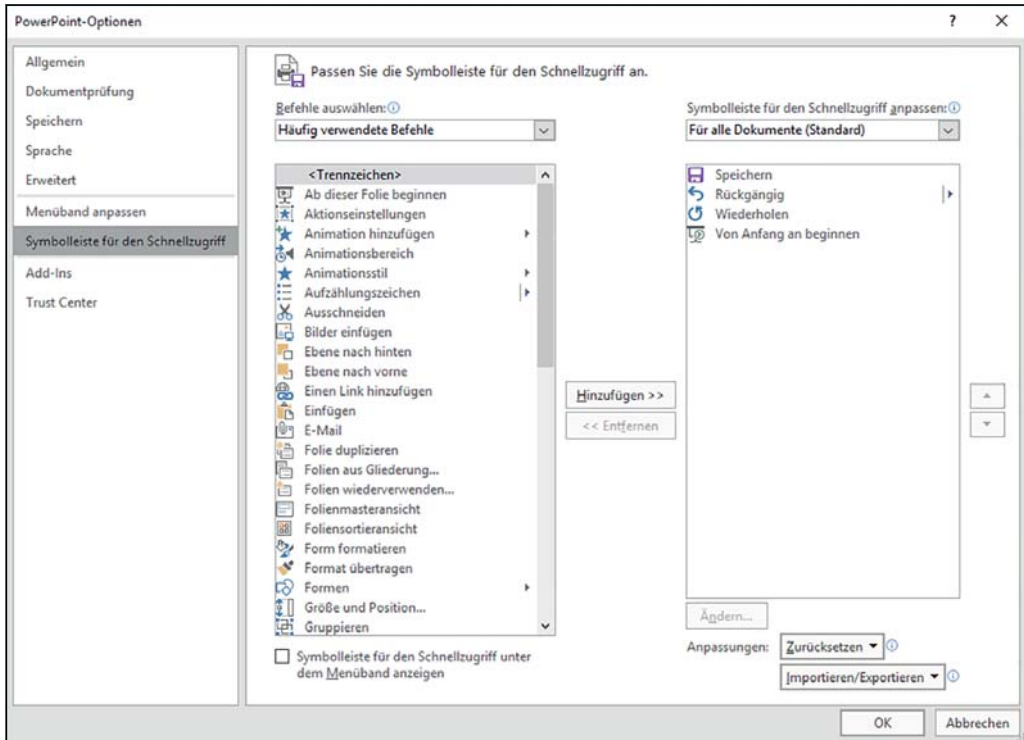 PowerPoint-Optionen
?
Allgemein
Dokumentprüfung
Speichern
Sprache
Erweitert
Menüband anpassen
Symbolleiste für den Schnellzugriff
Add-Ins
Trust Center
Passen Sie die Symbolleiste für den Schnellzugriff an.
Befehle auswählen:
Häufig verwendete Befehle
<Trennzeichen>
Ab dieser Folie beginnen
Aktionseinstellungen
Animation hinzufügen
Animationsbereich
Animationsstil
Aufzählungszeichen
Ausschneiden
Bilder einfügen
Ebene nach hinten
Ebene nach vorne
Einen Link hinzufügen
Einfügen
E-Mail
Folie duplizieren
Folien aus Gliederung...
Folien wiederverwenden...
Folienmasteransicht
Foliensortieransicht
Form formatieren
Format übertragen
Formen
Größe und Position...
Gruppieren
Symbolleiste für den Schnellzugriff unter
dem Menüband anzeigen
Hinzufügen >>
<< Entfernen
Symbolleiste für den Schnellzugriff anpassen:
Für alle Dokumente (Standard)
Speichern
Rückgängig
Wiederholen
Von Anfang an beginnen
Ändern...
Anpassungen:
Zurücksetzen
Importieren/Exportieren
OK
Abbrechen